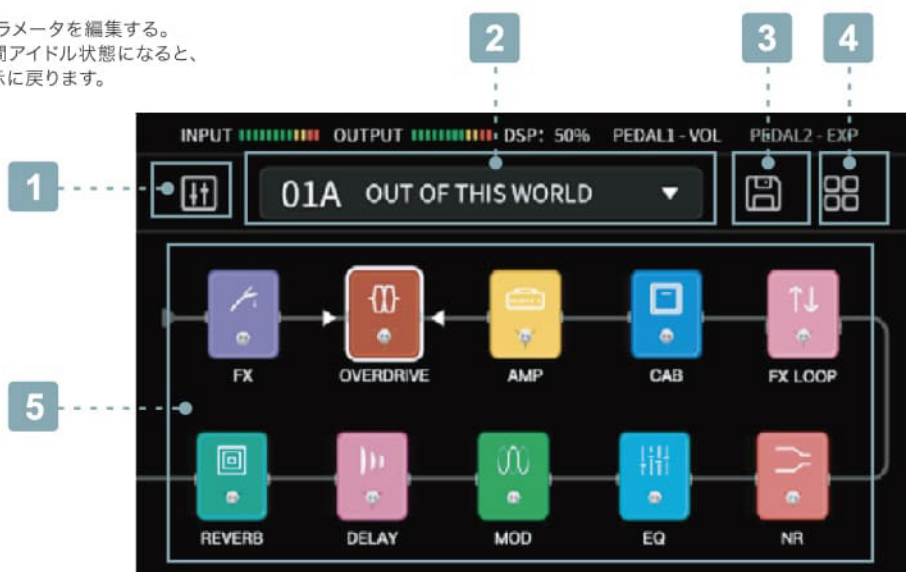 ラメータを編集する。
間アイドル状態になると、
示に戻ります。
2
3
4
INPUT OUTPUT DSP: 50% PEDAL1 - VOL PEDAL2 - EXP
1
01A OUT OF THIS WORLD
FX OVERDRIVE AMP CAB FX LOOP
5
REVERB DELAY MOD EQ NR